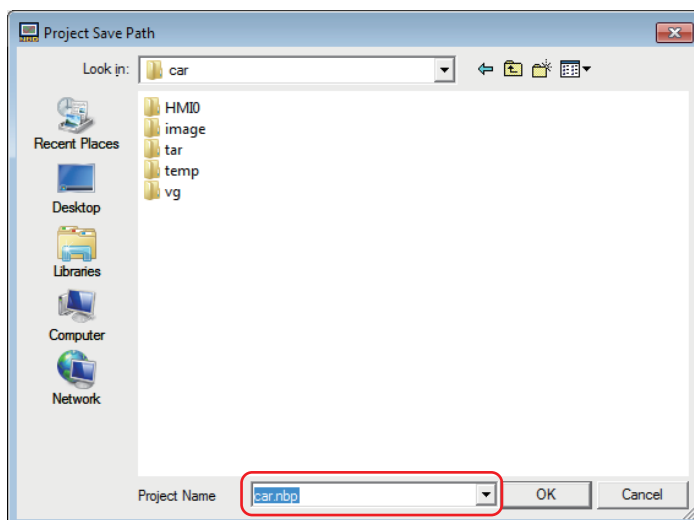 Project Save Path
Look in: car
HMI0
image
tar
temp
vg
Recent Places
Desktop
Libraries
Computer
Network
Project Name car.nbp OK Cancel